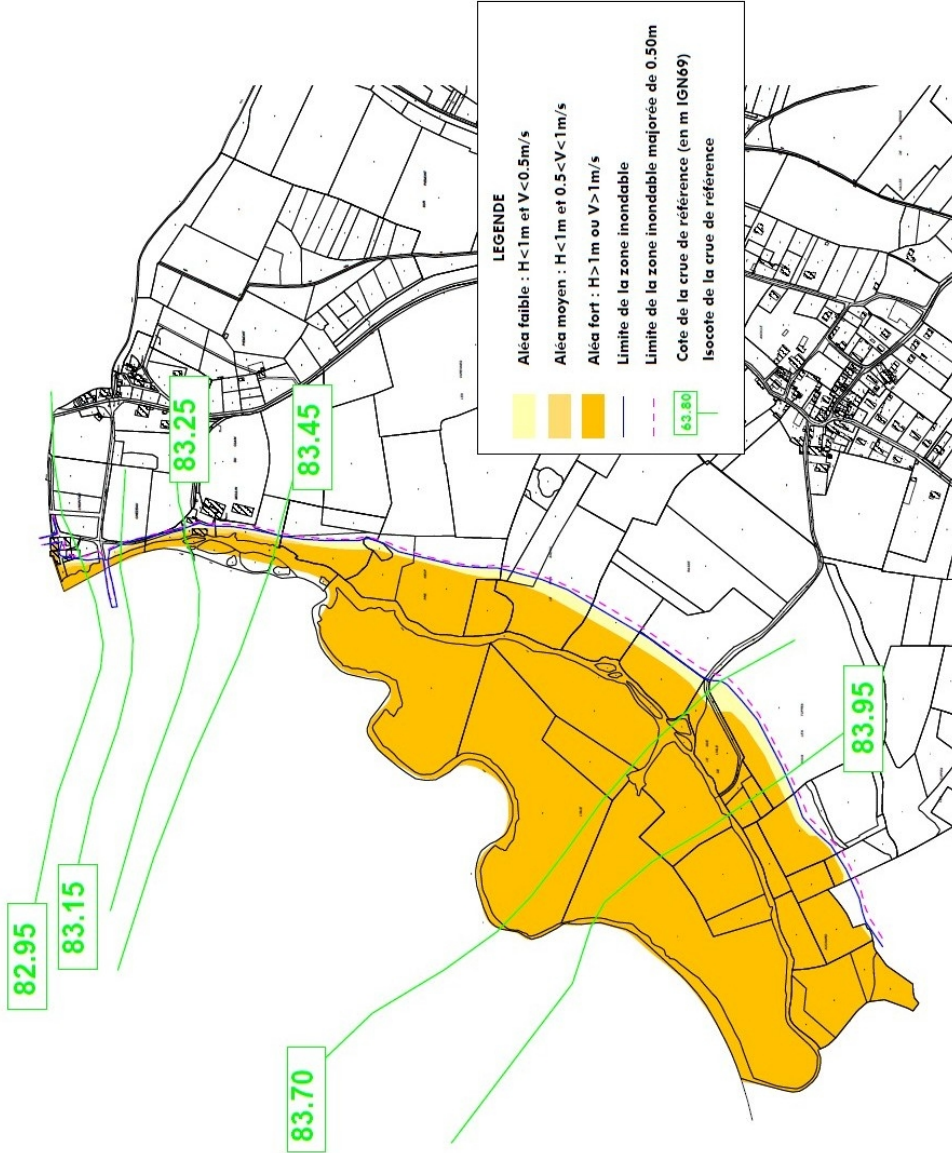 82.95
83.15
83.25
83.45
83.70
83.95
LEGENDE
Aléa faible : H<1m et V<0.5m/s
Aléa moyen : H<1m et 0.5<V<1m/s
Aléa fort : H>1m ou V>1m/s
Limite de la zone inondable
Limite de la zone inondable majorée de 0.50m
63.80
Cote de la crue de référence (en m IGN69)
Isocote de la crue de référence